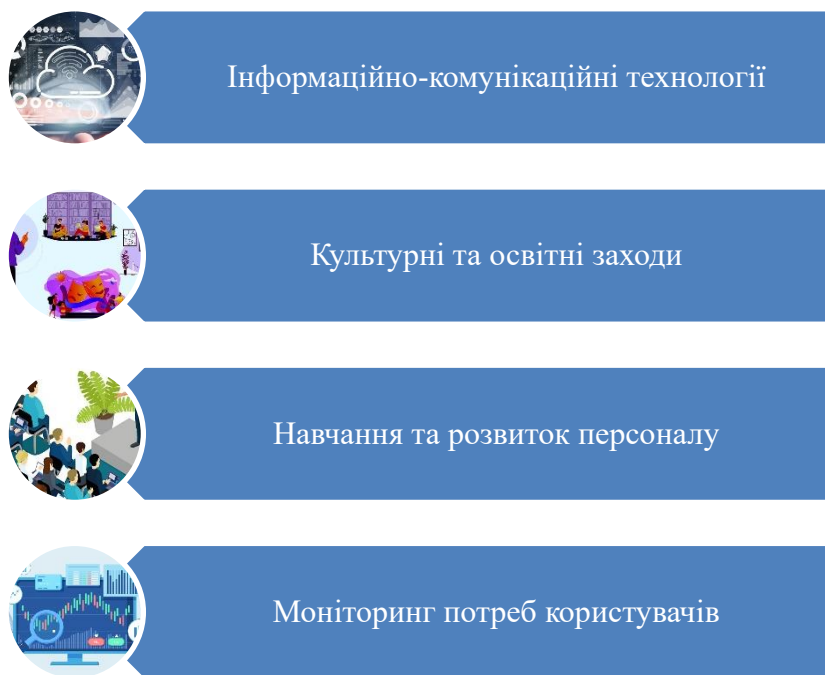 Інформаційно-комунікаційні технології
Культурні та освітні заходи
Навчання та розвиток персоналу
Моніторинг потреб користувачів